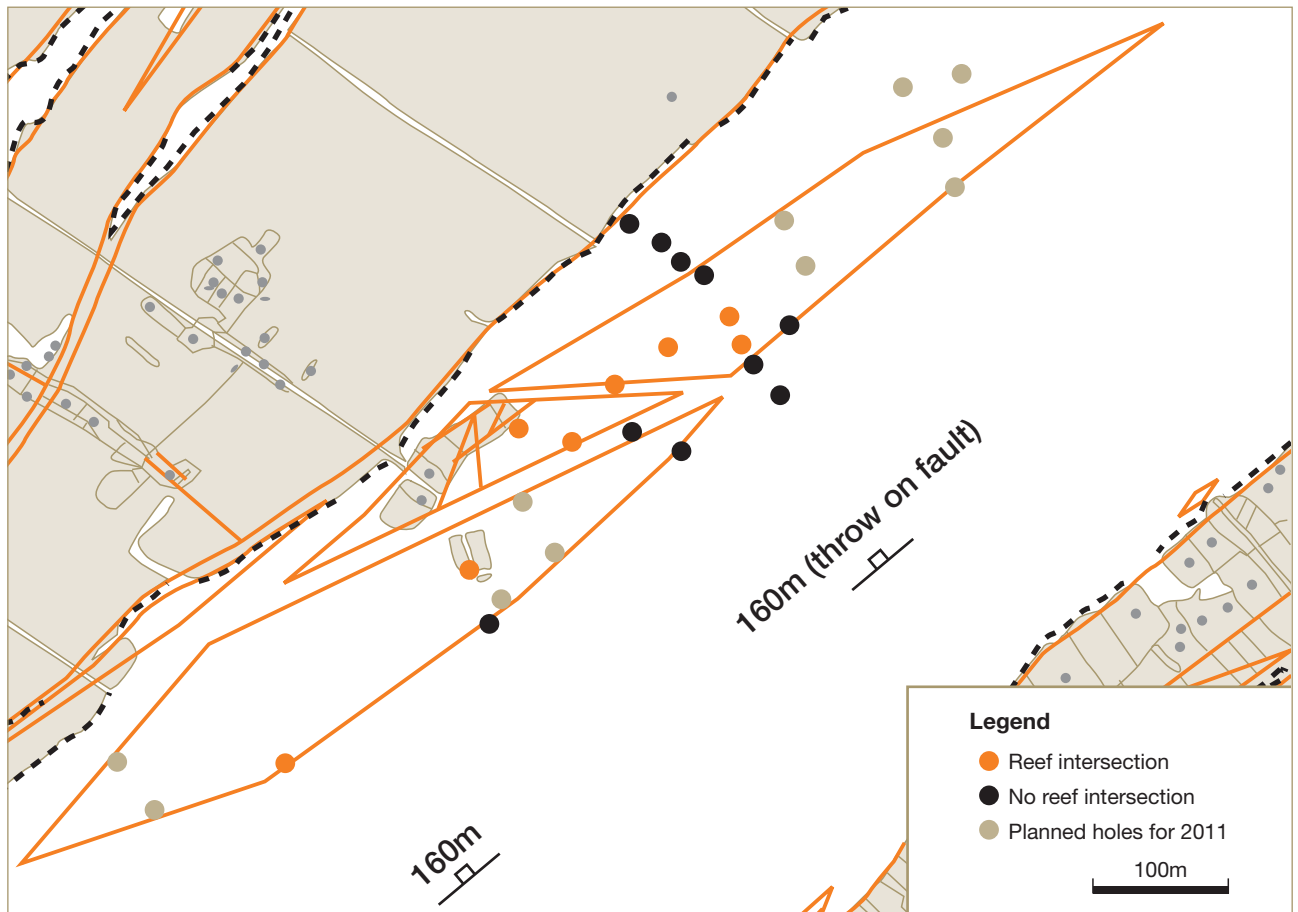 160m (throw on fault)
160m
Legend
Reef intersection
No reef intersection
Planned holes for 2011
100m